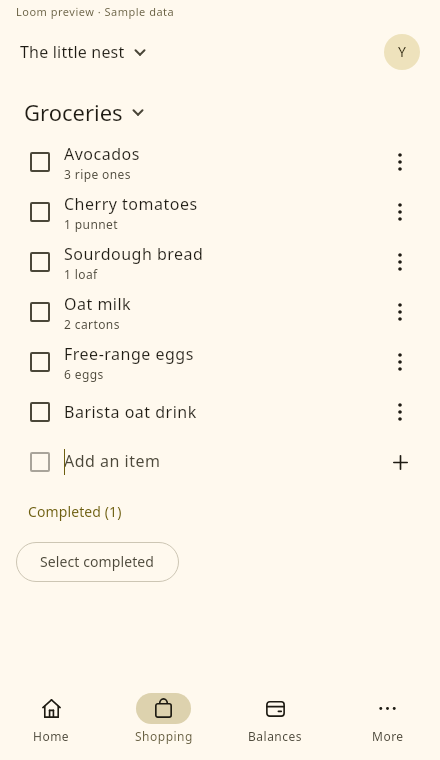 Loom preview · Sample data
The little nest
Y
Groceries
Avocados
3 ripe ones
Cherry tomatoes
1 punnet
Sourdough bread
1 loaf
Oat milk
2 cartons
Free-range eggs
6 eggs
Barista oat drink
Add an item
Completed (1)
Select completed
Home
Shopping
Balances
More